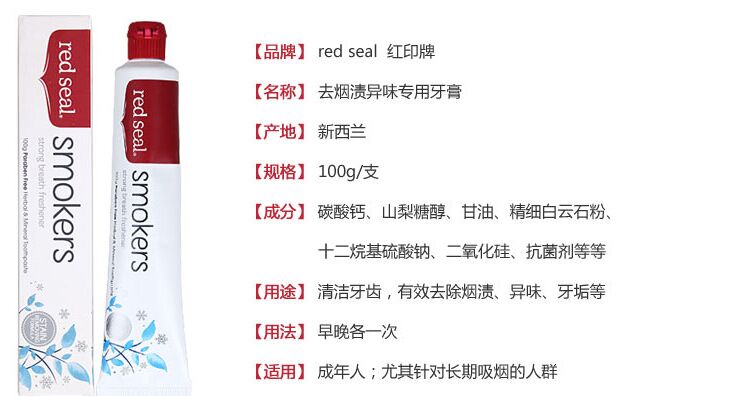 red seal
smokers
strong breath freshener
100g Paraben Free Herbal & Mineral Toothpaste
STAIN
red seal
smokers
strong breath freshener
【品牌】 red seal 红印牌
【名称】 去烟渍异味专用牙膏
【产地】 新西兰
【规格】 100g/支
【成分】 碳酸钙、山梨糖醇、甘油、精细白云石粉、
十二烷基硫酸钠、二氧化硅、抗菌剂等等
【用途】 清洁牙齿，有效去除烟渍、异味、牙垢等
【用法】 早晚各一次
【适用】 成年人；尤其针对长期吸烟的人群